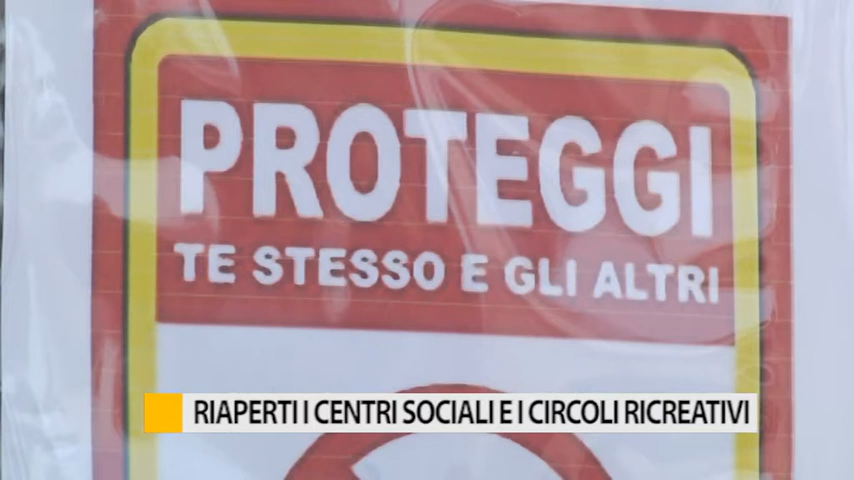 PROTEGGI
TE STESSO E GLI ALTRI
RIAPERTI I CENTRI SOCIALI E I CIRCOLI RICREATIVI